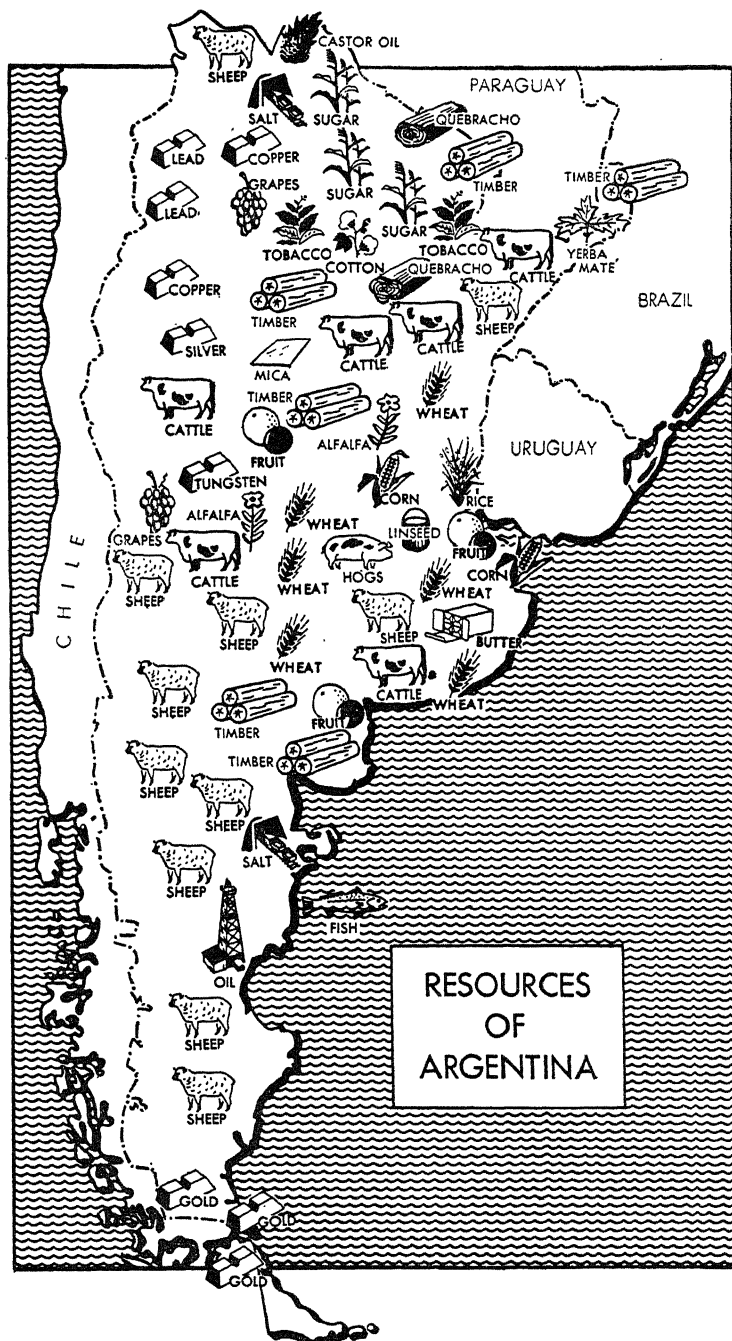 CASTOR OIL
SHEEP
PARAGUAY
SALT
SUGAR
QUEBRACHO
LEAD
COPPER
TIMBER
TIMBER
GRAPES
SUGAR
LEAD
SUGAR
TOBACCO
COTTON
TOBACCO
YERBA
MATE
QUEBRACHO
CATTLE
COPPER
BRAZIL
TIMBER
SHEEP
SILVER
CATTLE
CATTLE
MICA
TIMBER
WHEAT
CATTLE
ALFALFA
URUGUAY
FRUIT
TUNGSTEN
CORN
RICE
ALFALFA
WHEAT
LINSEED
GRAPES
FRUIT
CHILE
CATTLE
HOGS
CORN
SHEEP
WHEAT
WHEAT
SHEEP
SHEEP
BUTTER
WHEAT
CATTLE
SHEEP
WHEAT
TIMBER
FRUIT
TIMBER
SHEEP
SHEEP
SALT
SHEEP
FISH
OIL
RESOURCES
OF
ARGENTINA
SHEEP
SHEEP
GOLD
GOLD
GOLD